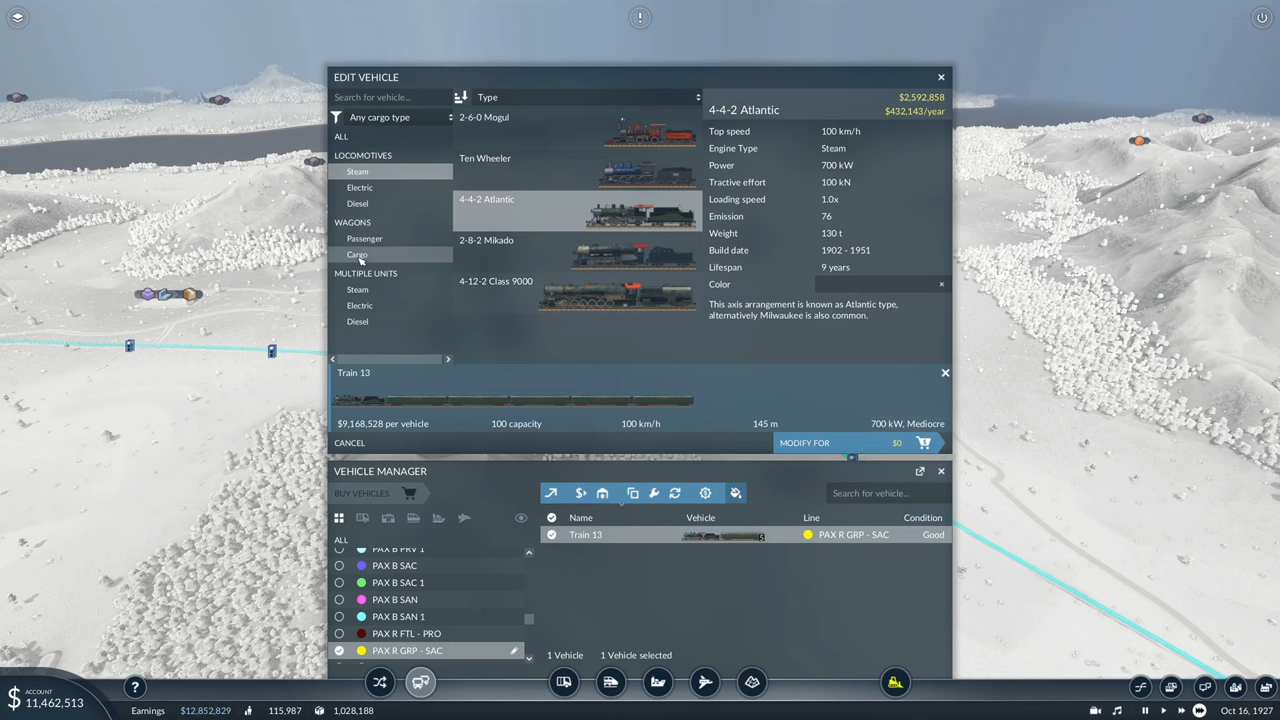 EDIT VEHICLE
Search for vehicle...
Type
Any cargo type
ALL
LOCOMOTIVES
Steam
Electric
Diesel
WAGONS
Passenger
Cargo
MULTIPLE UNITS
Steam
Electric
Diesel
2-6-0 Mogul
Ten Wheeler
4-4-2 Atlantic
2-8-2 Mikado
4-12-2 Class 9000
4-4-2 Atlantic
$2,592,858
$432,143/year
Top speed 100 km/h
Engine Type Steam
Power 700 kW
Tractive effort 100 kN
Loading speed 1.0x
Emission 76
Weight 130 t
Build date 1902 - 1951
Lifespan 9 years
Color
This axis arrangement is known as Atlantic type,
alternatively Milwaukee is also common.
Train 13
$9,168,528 per vehicle 100 capacity 100 km/h 145 m 700 kW, Mediocre
CANCEL
MODIFY FOR $0
VEHICLE MANAGER
BUY VEHICLES
Search for vehicle...
ALL
PAX B PRV 1
PAX B SAC
PAX B SAC 1
PAX B SAN
PAX B SAN 1
PAX R FTL - PRO
PAX R GRP - SAC
Name Vehicle Line Condition
Train 13 5 PAX R GRP - SAC Good
1 Vehicle 1 Vehicle selected
$ ACCOUNT
11,462,513
?
Earnings $12,852,829 115,987 1,028,188
Oct 16, 1927